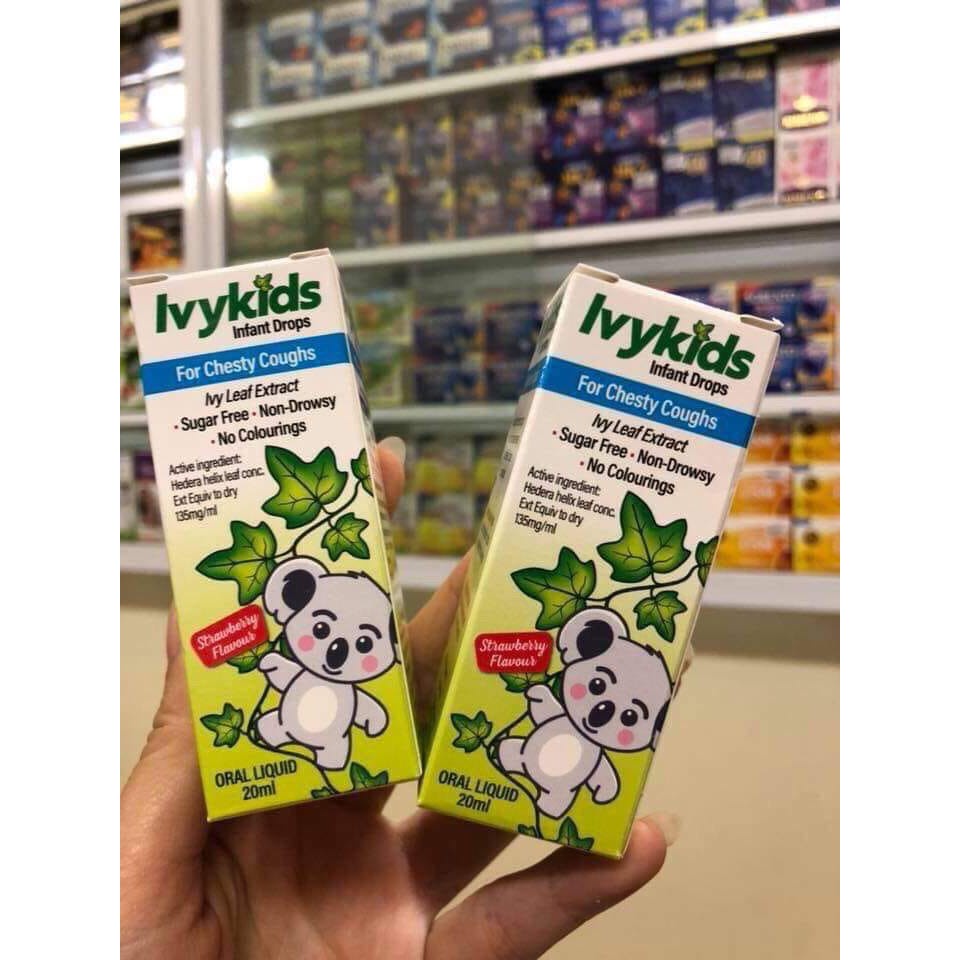 Ivykids
Infant Drops
For Chesty Coughs
Ivy Leaf Extract
• Sugar Free • Non-Drowsy
• No Colourings
Active ingredient:
Hedera helix leaf conc.
Ext Equiv to dry
135mg/ml
Strawberry
Flavour
ORAL LIQUID
20ml
Ivykids
Infant Drops
For Chesty Coughs
Ivy Leaf Extract
• Sugar Free • Non-Drowsy
• No Colourings
Active ingredient:
Hedera helix leaf conc.
Ext Equiv to dry
135mg/ml
Strawberry
Flavour
ORAL LIQUID
20ml